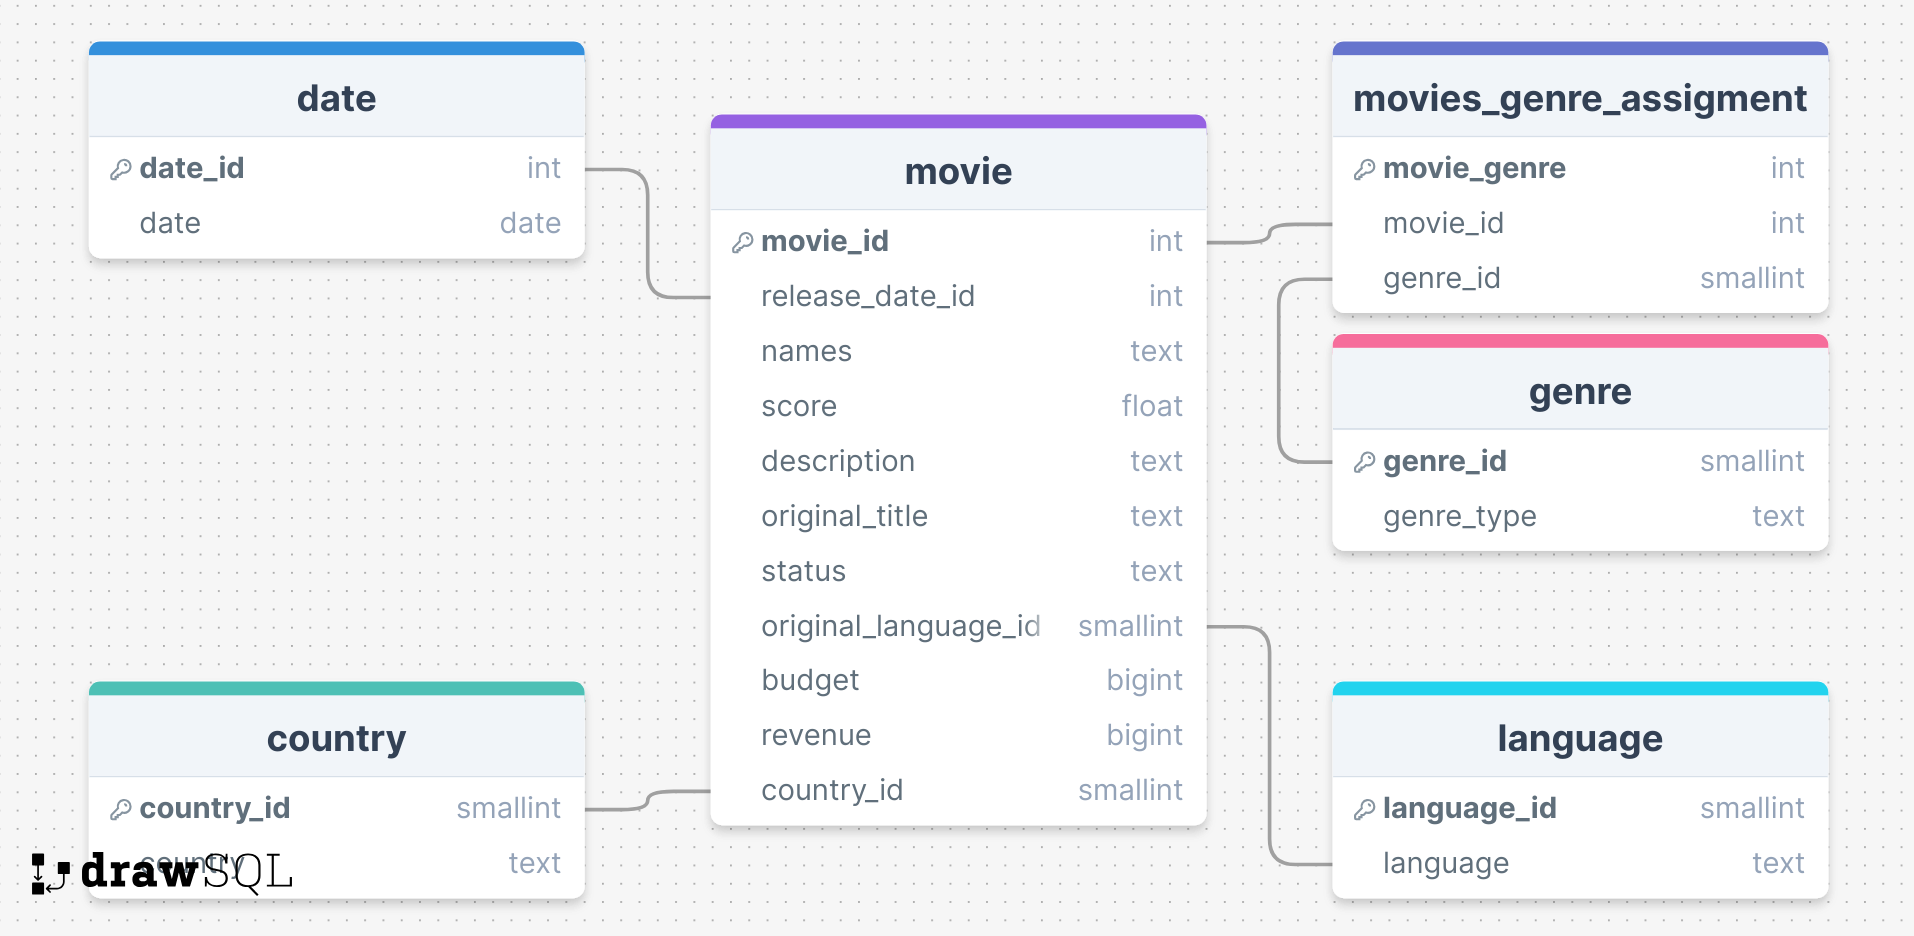 date
date_id int
date date
movie
movie_id int
release_date_id int
names text
score float
description text
original_title text
status text
original_language_id smallint
budget bigint
revenue bigint
country_id smallint
movies_genre_assigment
movie_genre int
movie_id int
genre_id smallint
genre
genre_id smallint
genre_type text
country
country_id smallint
country text
language
language_id smallint
language text
drawSQL